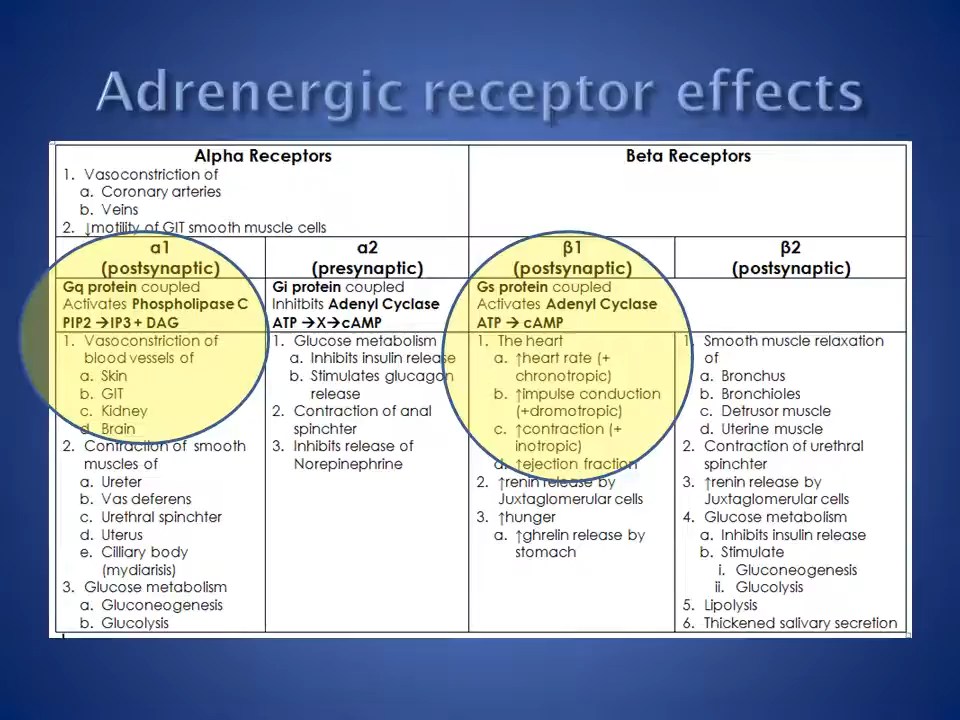 Adrenergic receptor effects
Alpha Receptors
1. Vasoconstriction of
a. Coronary arteries
b. Veins
2. ↓motility of GIT smooth muscle cells
Beta Receptors
α1
(postsynaptic)
α2
(presynaptic)
β1
(postsynaptic)
β2
(postsynaptic)
Gq protein coupled
Activates Phospholipase C
PIP2 →IP3 + DAG
Gi protein coupled
Inhitbits Adenyl Cyclase
ATP →X→cAMP
Gs protein coupled
Activates Adenyl Cyclase
ATP → cAMP
1. Vasoconstriction of
blood vessels of
a. Skin
b. GIT
c. Kidney
d. Brain
2. Contraction of smooth
muscles of
a. Ureter
b. Vas deferens
c. Urethral spinchter
d. Uterus
e. Cilliary body
(mydiarisis)
3. Glucose metabolism
a. Gluconeogenesis
b. Glucolysis
1. Glucose metabolism
a. Inhibits insulin release
b. Stimulates glucagon
release
2. Contraction of anal
spinchter
3. Inhibits release of
Norepinephrine
1. The heart
a. ↑heart rate (+
chronotropic)
b. ↑impulse conduction
(+dromotropic)
c. ↑contraction (+
inotropic)
d. ↑ejection fraction
2. ↑renin release by
Juxtaglomerular cells
3. ↑hunger
a. ↑ghrelin release by
stomach
1. Smooth muscle relaxation
of
a. Bronchus
b. Bronchioles
c. Detrusor muscle
d. Uterine muscle
2. Contraction of urethral
spinchter
3. ↑renin release by
Juxtaglomerular cells
4. Glucose metabolism
a. Inhibits insulin release
b. Stimulate
i. Gluconeogenesis
ii. Glucolysis
5. Lipolysis
6. Thickened salivary secretion